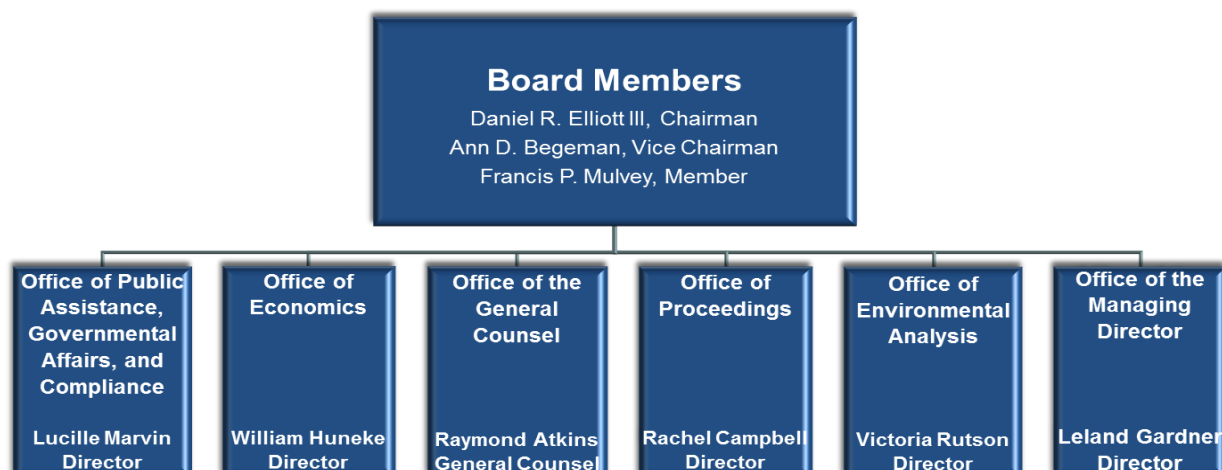 Board Members
Daniel R. Elliott III, Chairman
Ann D. Begeman, Vice Chairman
Francis P. Mulvey, Member
Office of Public
Assistance,
Governmental
Affairs, and
Compliance
Lucille Marvin
Director
Office of
Economics
William Huneke
Director
Office of the
General
Counsel
Raymond Atkins
General Counsel
Office of
Proceedings
Rachel Campbell
Director
Office of
Environmental
Analysis
Victoria Rutson
Director
Office of the
Managing
Director
Leland Gardner
Director